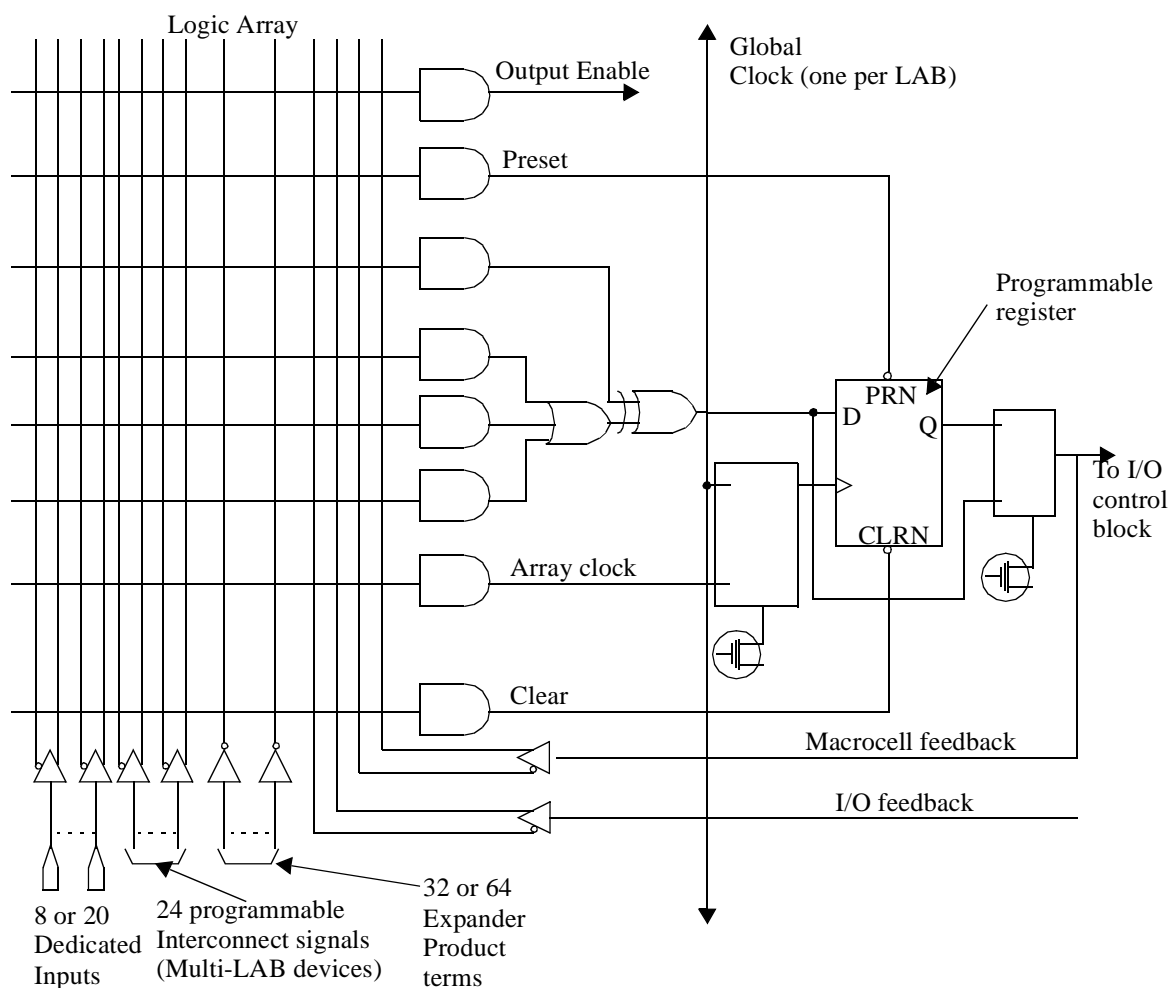 Logic Array
Output Enable
Global
Clock (one per LAB)
Preset
Programmable
register
PRN
D
Q
To I/O
control
block
CLRN
Array clock
Clear
Macrocell feedback
I/O feedback
8 or 20
Dedicated
Inputs
24 programmable
Interconnect signals
(Multi-LAB devices)
32 or 64
Expander
Product
terms